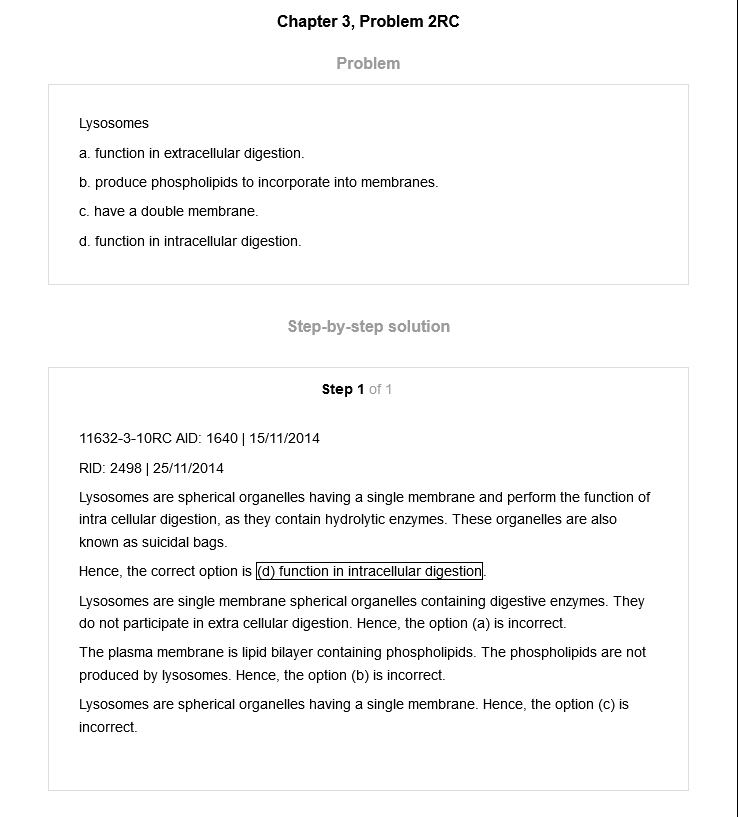 Chapter 3, Problem 2RC
Problem
Lysosomes
a. function in extracellular digestion.
b. produce phospholipids to incorporate into membranes.
c. have a double membrane.
d. function in intracellular digestion.
Step-by-step solution
Step 1 of 1
11632-3-10RC AID: 1640 | 15/11/2014
RID: 2498 | 25/11/2014
Lysosomes are spherical organelles having a single membrane and perform the function of
intra cellular digestion, as they contain hydrolytic enzymes. These organelles are also
known as suicidal bags.
Hence, the correct option is (d) function in intracellular digestion.
Lysosomes are single membrane spherical organelles containing digestive enzymes. They
do not participate in extra cellular digestion. Hence, the option (a) is incorrect.
The plasma membrane is lipid bilayer containing phospholipids. The phospholipids are not
produced by lysosomes. Hence, the option (b) is incorrect.
Lysosomes are spherical organelles having a single membrane. Hence, the option (c) is
incorrect.